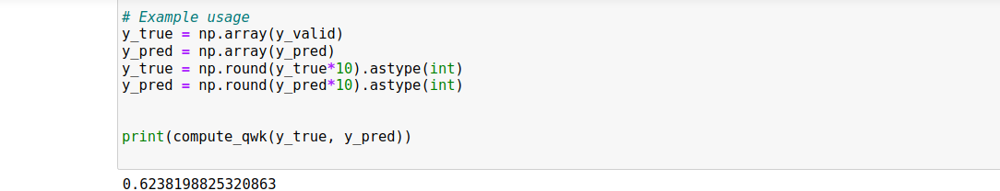 # Example usage
y_true = np.array(y_valid)
y_pred = np.array(y_pred)
y_true = np.round(y_true*10).astype(int)
y_pred = np.round(y_pred*10).astype(int)
print(compute_qwk(y_true, y_pred))
0.6238198825320863